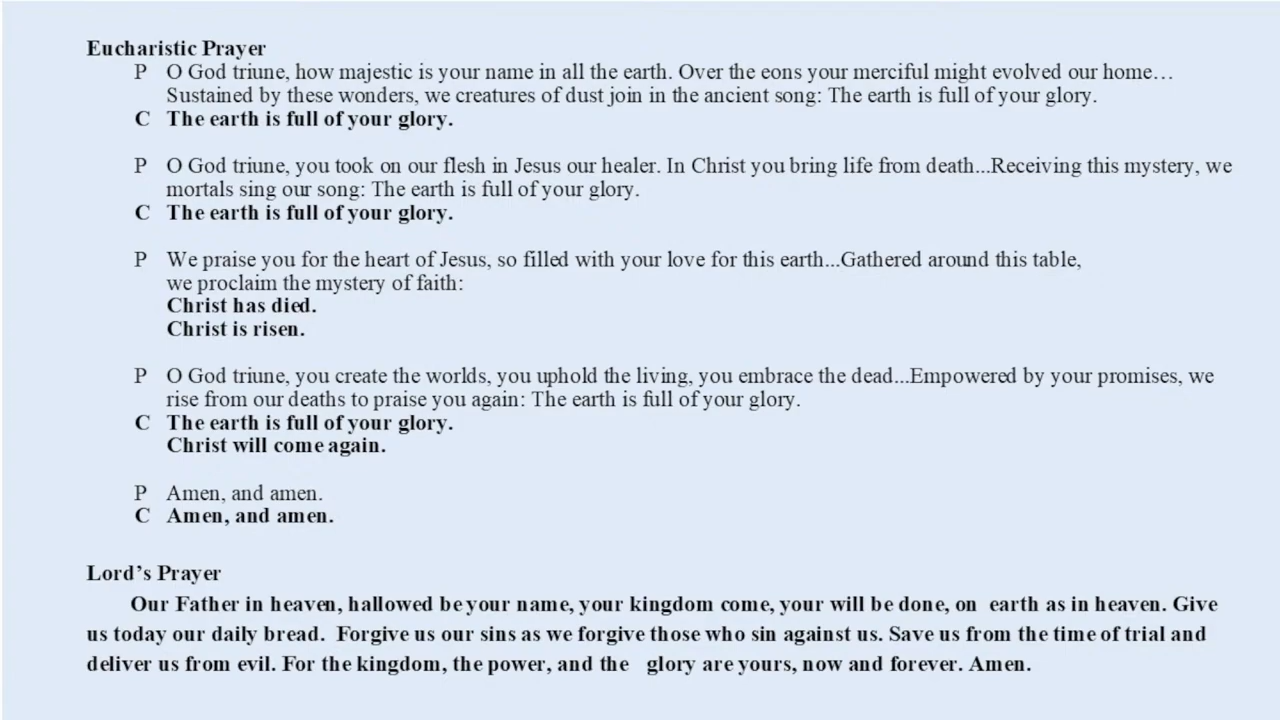 Eucharistic Prayer
P O God triune, how majestic is your name in all the earth. Over the eons your merciful might evolved our home…
Sustained by these wonders, we creatures of dust join in the ancient song: The earth is full of your glory.
C The earth is full of your glory.
P O God triune, you took on our flesh in Jesus our healer. In Christ you bring life from death...Receiving this mystery, we
mortals sing our song: The earth is full of your glory.
C The earth is full of your glory.
P We praise you for the heart of Jesus, so filled with your love for this earth...Gathered around this table,
we proclaim the mystery of faith:
Christ has died.
Christ is risen.
P O God triune, you create the worlds, you uphold the living, you embrace the dead...Empowered by your promises, we
rise from our deaths to praise you again: The earth is full of your glory.
C The earth is full of your glory.
Christ will come again.
P Amen, and amen.
C Amen, and amen.
Lord’s Prayer
Our Father in heaven, hallowed be your name, your kingdom come, your will be done, on earth as in heaven. Give
us today our daily bread. Forgive us our sins as we forgive those who sin against us. Save us from the time of trial and
deliver us from evil. For the kingdom, the power, and the glory are yours, now and forever. Amen.